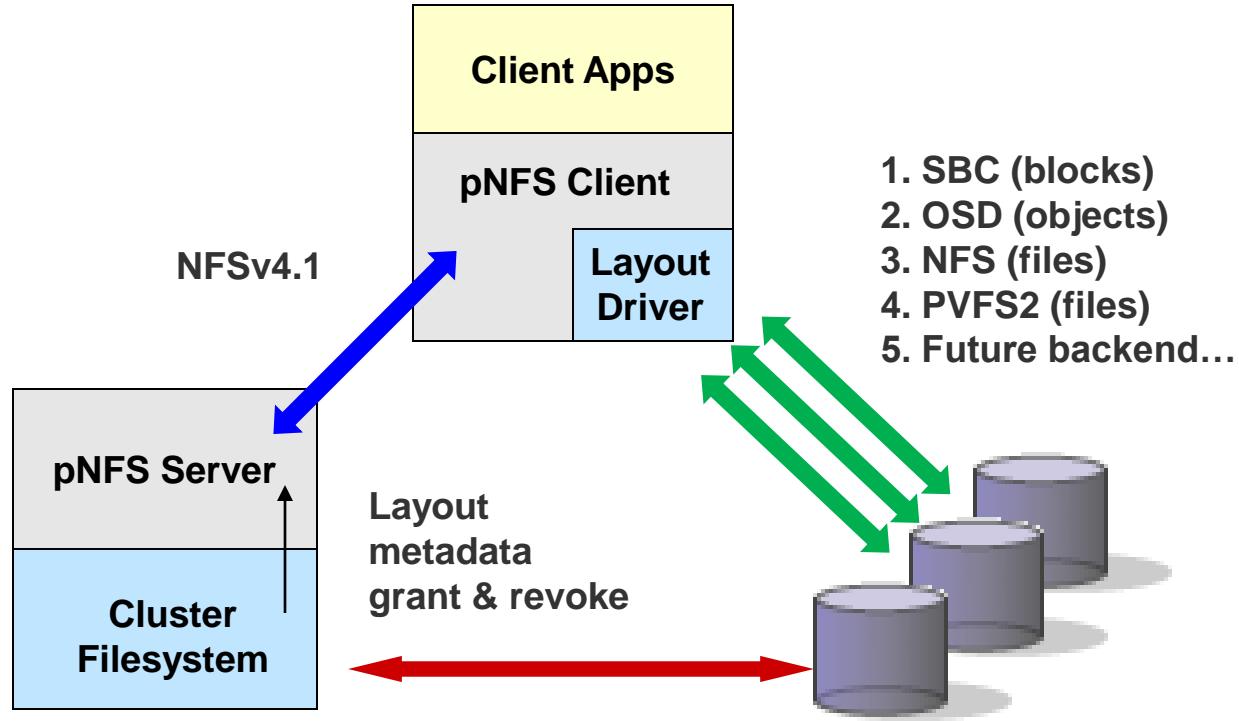 Client Apps
pNFS Client
Layout
Driver
NFSv4.1
1. SBC (blocks)
2. OSD (objects)
3. NFS (files)
4. PVFS2 (files)
5. Future backend…
pNFS Server
Cluster
Filesystem
Layout
metadata
grant & revoke